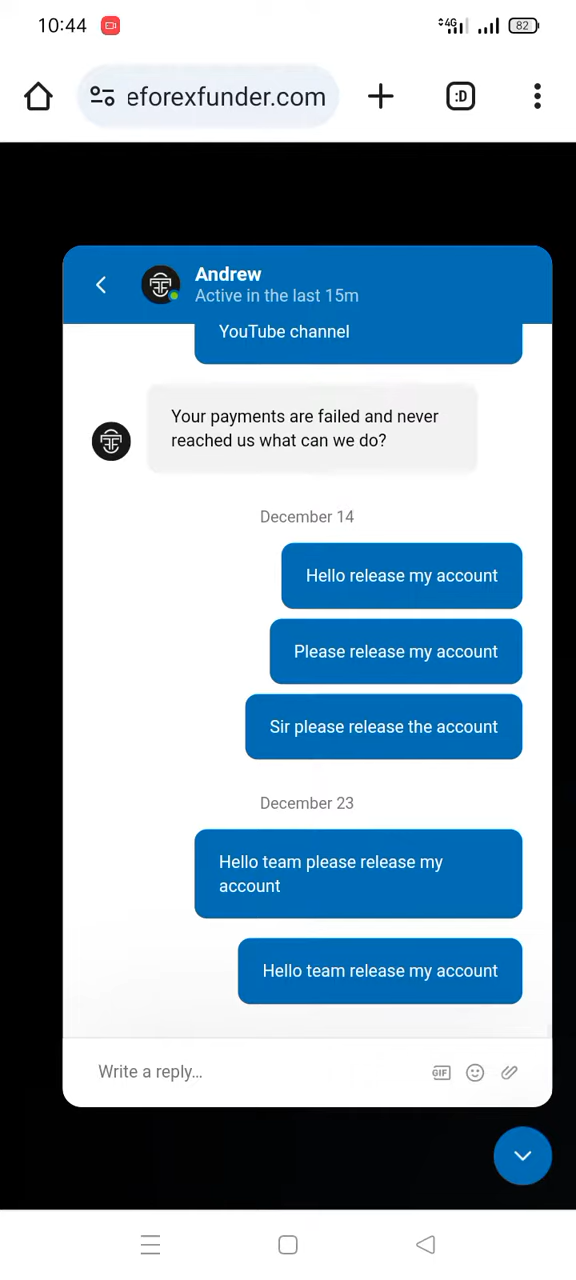 10:44
4G
82
eforexfunder.com
:D
Andrew
Active in the last 15m
YouTube channel
Your payments are failed and never
reached us what can we do?
December 14
Hello release my account
Please release my account
Sir please release the account
December 23
Hello team please release my
account
Hello team release my account
Write a reply...
GIF